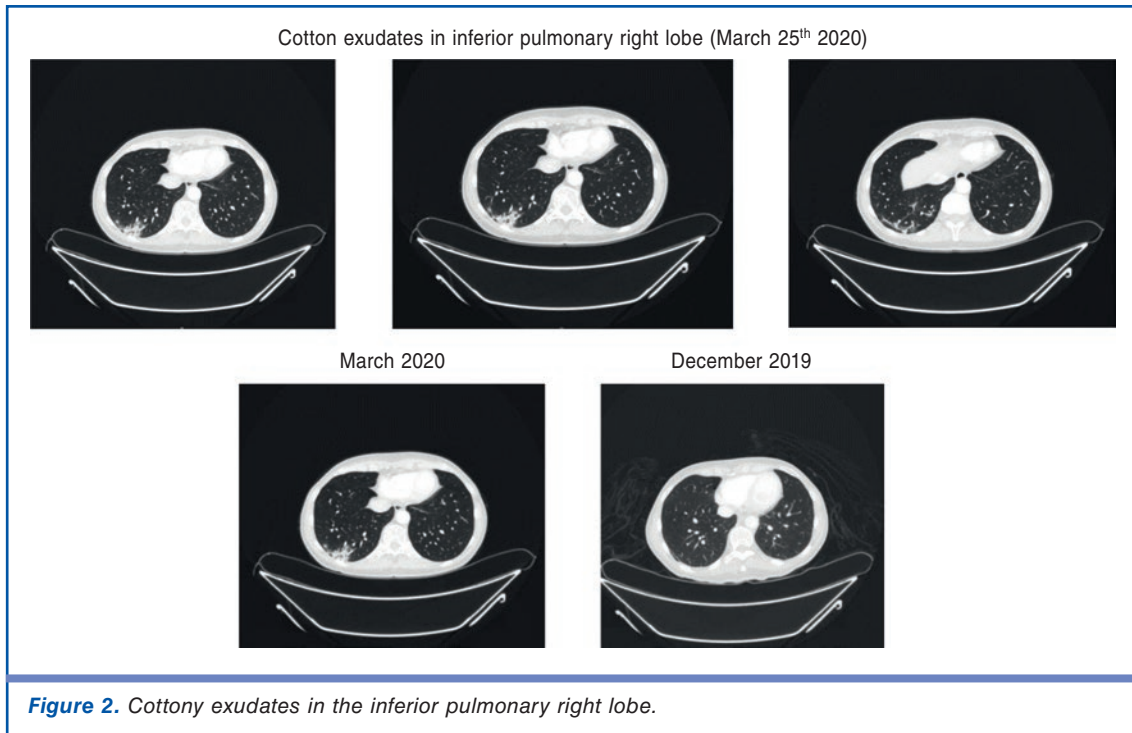 Cotton exudates in inferior pulmonary right lobe (March 25th 2020)
March 2020
December 2019
Figure 2. Cottony exudates in the inferior pulmonary right lobe.